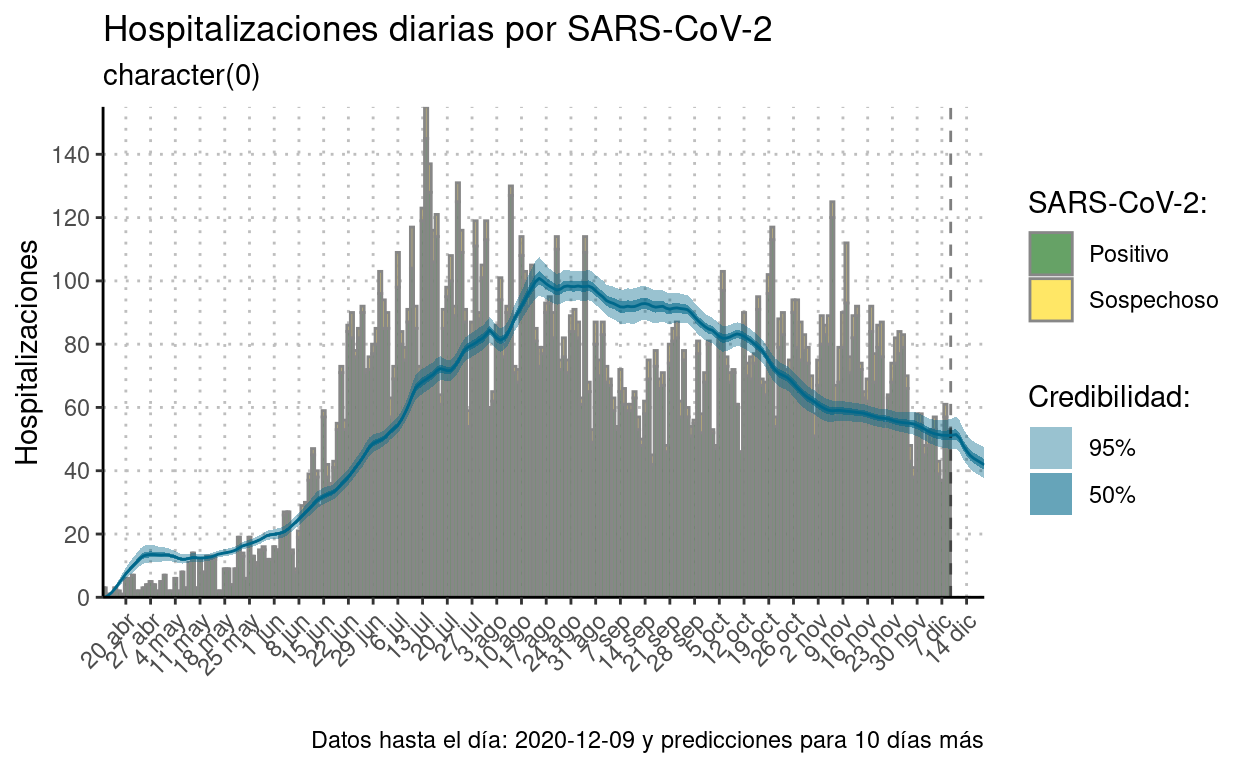 Hospitalizaciones diarias por SARS-CoV-2
character(0)
Hospitalizaciones
140
120
100
80
60
40
20
0
20 abr
27 abr
4 may
11 may
18 may
25 may
1 jun
8 jun
15 jun
22 jun
29 jun
6 jul
13 jul
20 jul
27 jul
3 ago
10 ago
17 ago
24 ago
31 ago
7 sep
14 sep
21 sep
28 sep
5 oct
12 oct
19 oct
26 oct
2 nov
9 nov
16 nov
23 nov
30 nov
7 dic
14 dic
SARS-CoV-2:
Positivo
Sospechoso
Credibilidad:
95%
50%
Datos hasta el día: 2020-12-09 y predicciones para 10 días más